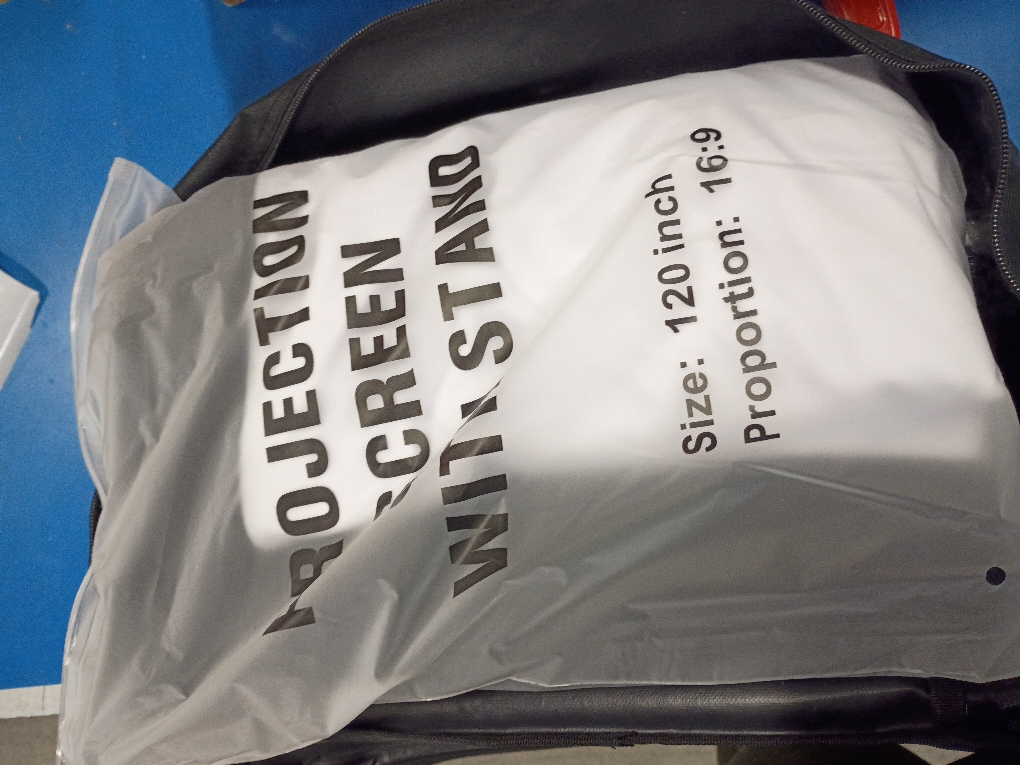 PROJECTION
SCREEN
WITH STAND
Size: 120 inch
Proportion: 16:9